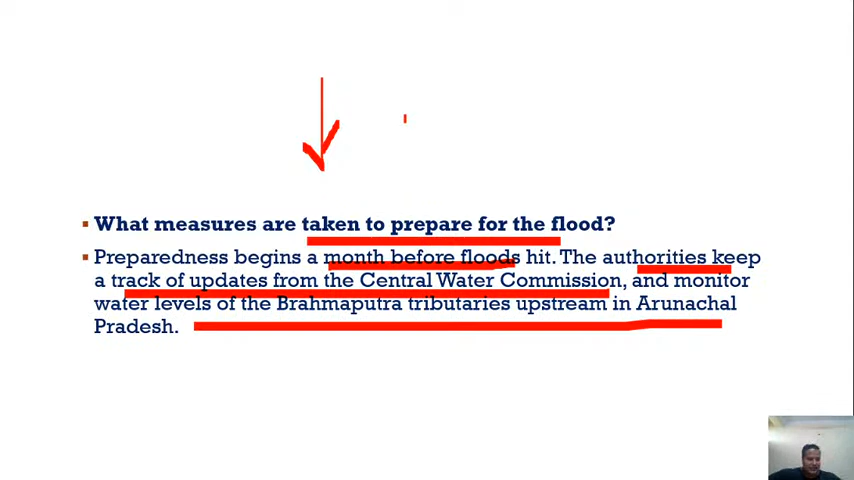 What measures are taken to prepare for the flood?
Preparedness begins a month before floods hit. The authorities keep
a track of updates from the Central Water Commission, and monitor
water levels of the Brahmaputra tributaries upstream in Arunachal
Pradesh.